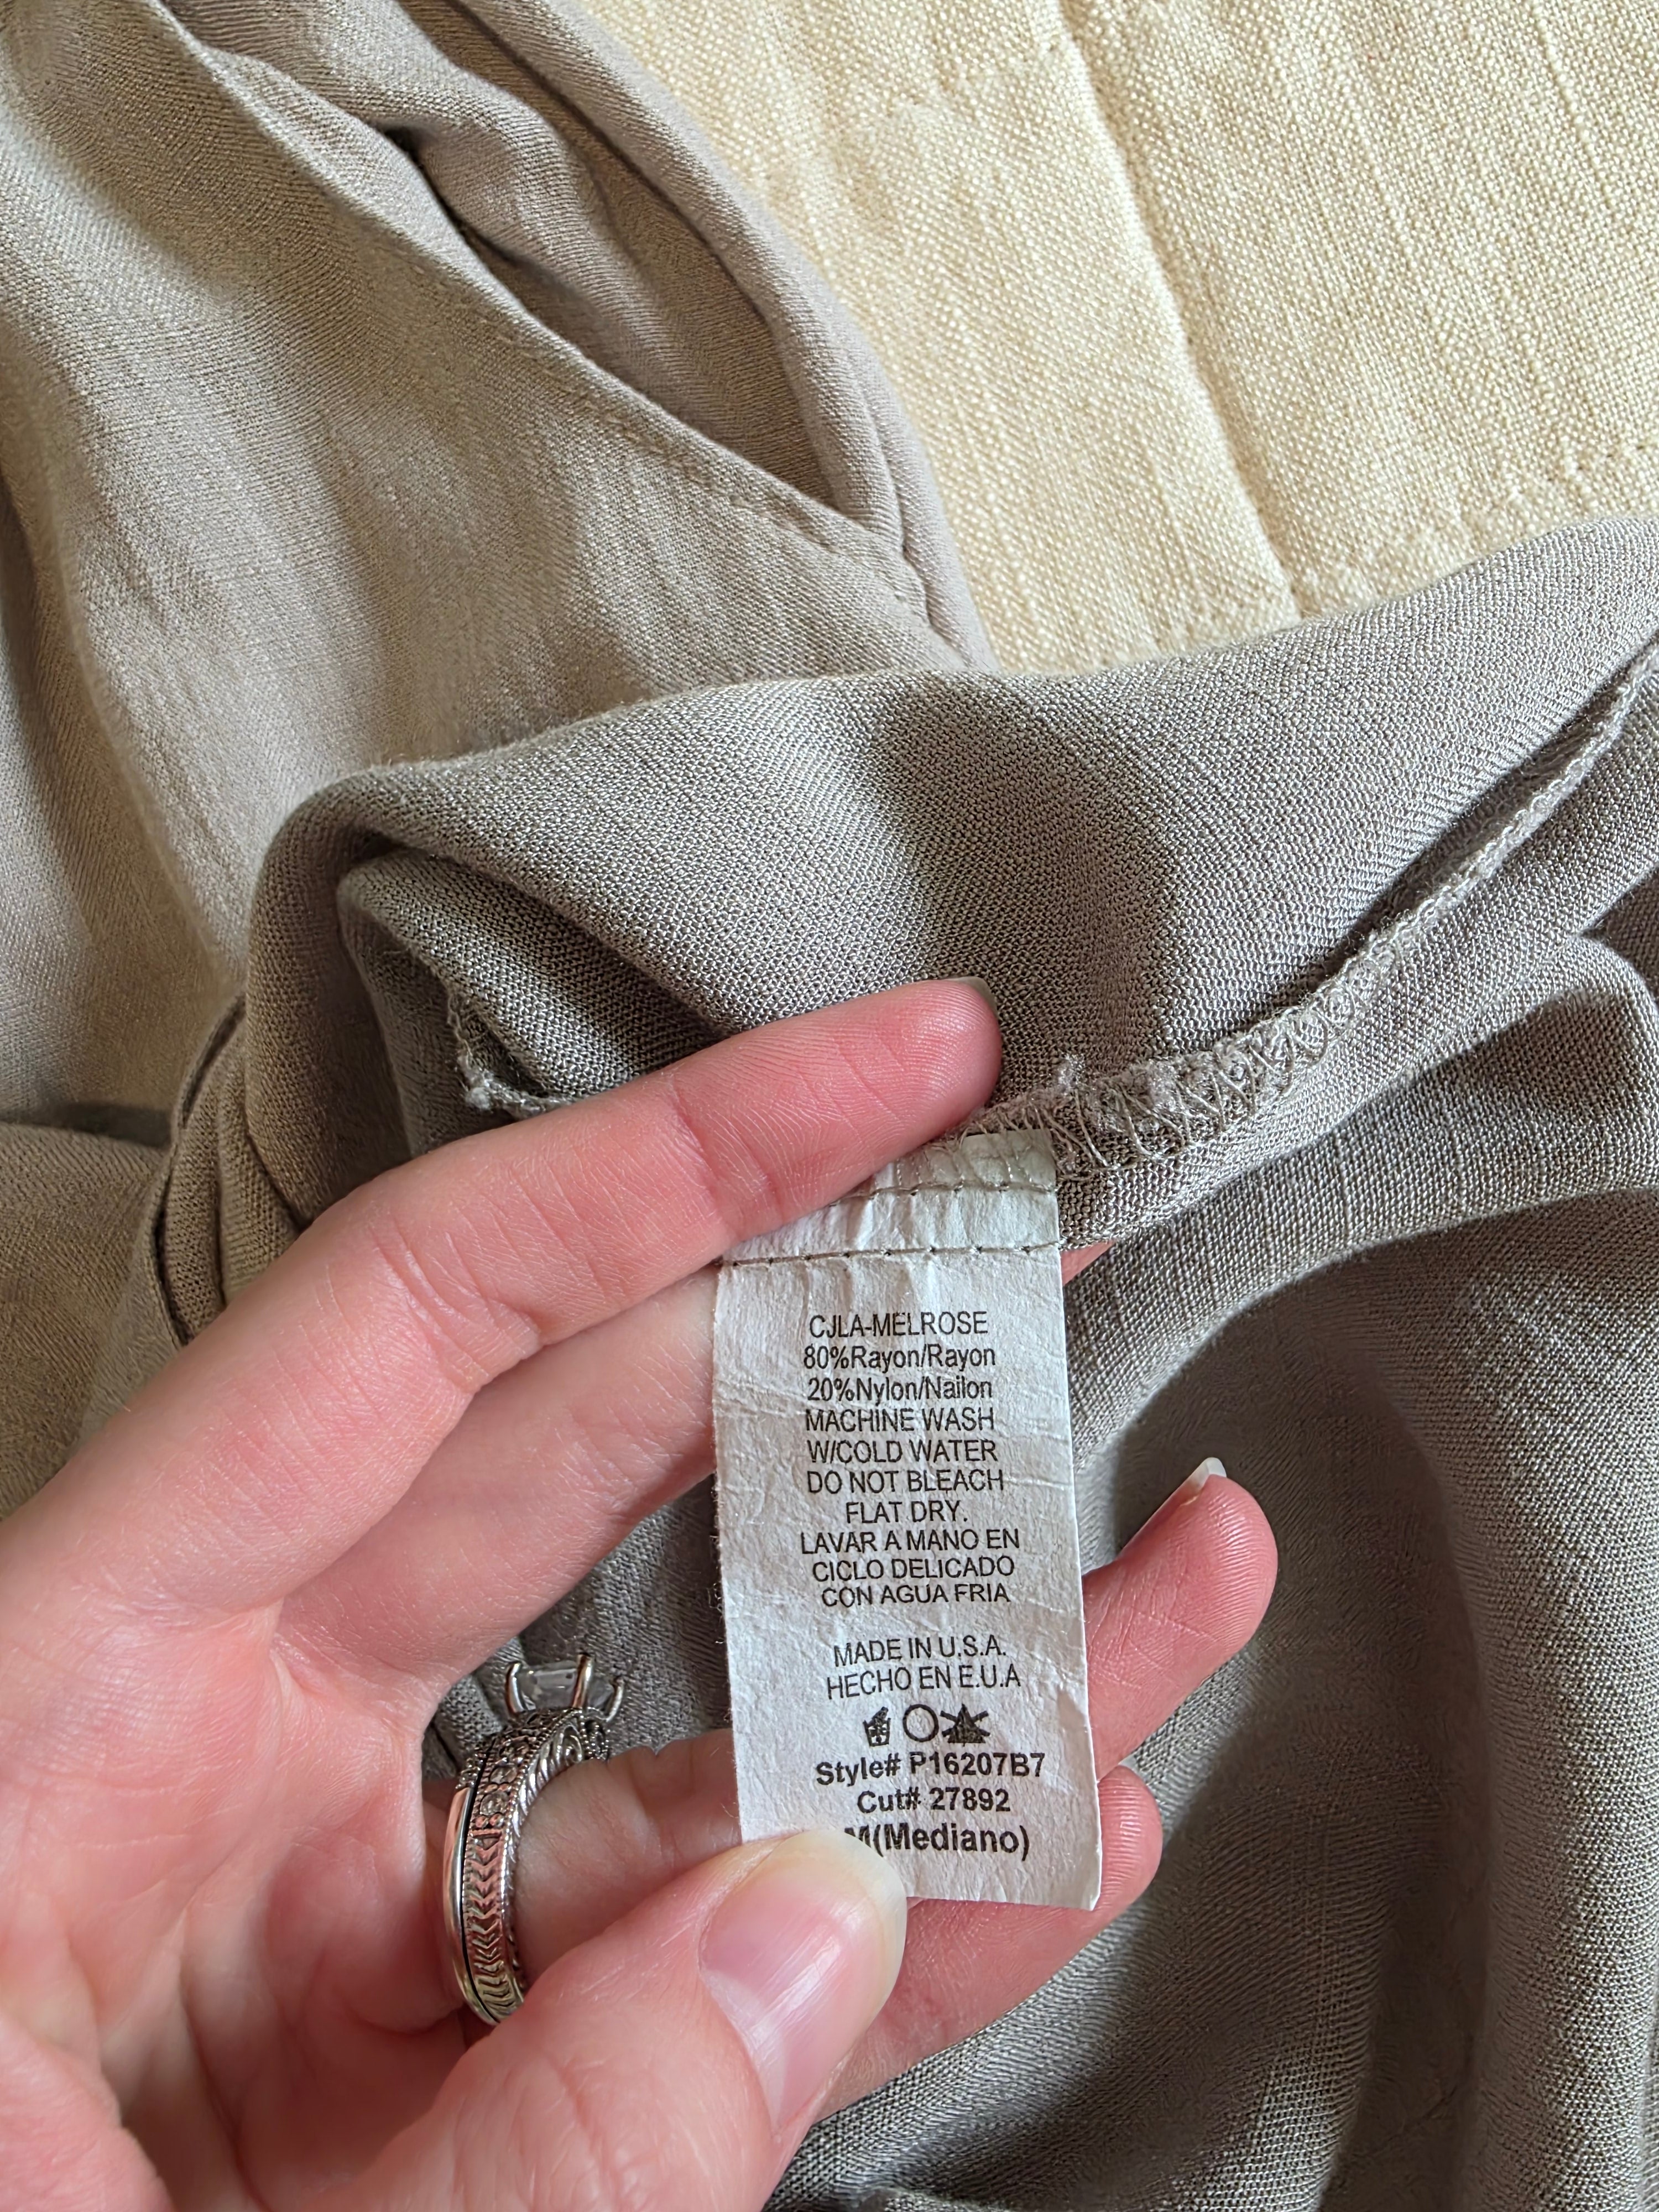 CJLA-MELROSE
80%Rayon/Rayon
20%Nylon/Nailon
MACHINE WASH
W/COLD WATER
DO NOT BLEACH
FLAT DRY.
LAVAR A MANO EN
CICLO DELICADO
CON AGUA FRIA
MADE IN U.S.A.
HECHO EN E.U.A
Style# P16207B7
Cut# 27892
M(Mediano)